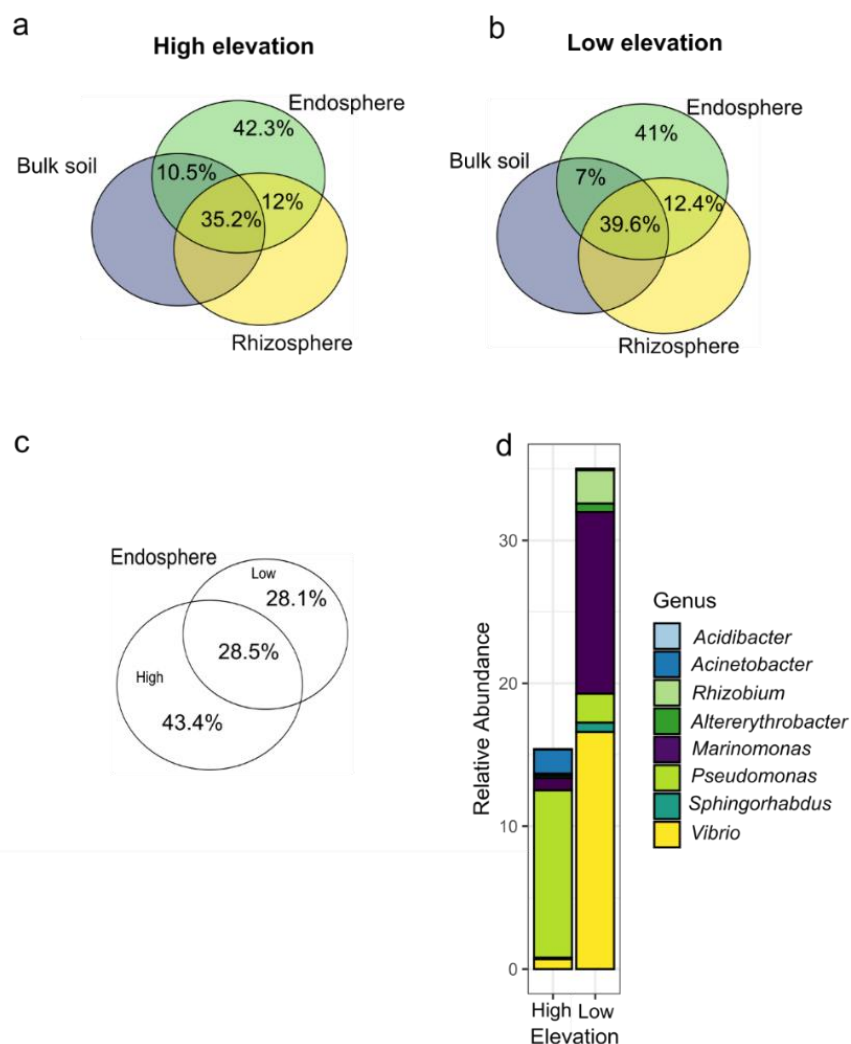 a
High elevation
Endosphere
42.3%
Bulk soil
10.5%
12%
35.2%
Rhizosphere
b
Low elevation
Endosphere
41%
Bulk soil
7%
12.4%
39.6%
Rhizosphere
c
Endosphere
Low
28.1%
28.5%
High
43.4%
d
Relative Abundance
30
20
10
0
High Low
Elevation
Genus
Acidibacter
Acinetobacter
Rhizobium
Altererythrobacter
Marinomonas
Pseudomonas
Sphingorhabdus
Vibrio